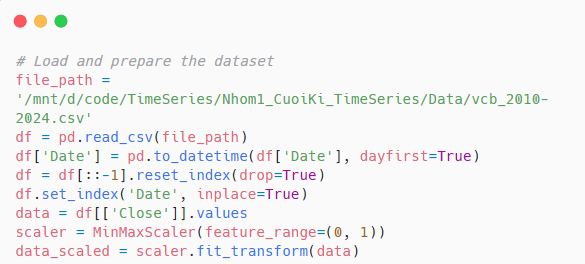 # Load and prepare the dataset
file_path =
'/mnt/d/code/TimeSeries/Nhom1_CuoiKi_TimeSeries/Data/vcb_2010-
2024.csv'
df = pd.read_csv(file_path)
df['Date'] = pd.to_datetime(df['Date'], dayfirst=True)
df = df[::-1].reset_index(drop=True)
df.set_index('Date', inplace=True)
data = df[['Close']].values
scaler = MinMaxScaler(feature_range=(0, 1))
data_scaled = scaler.fit_transform(data)